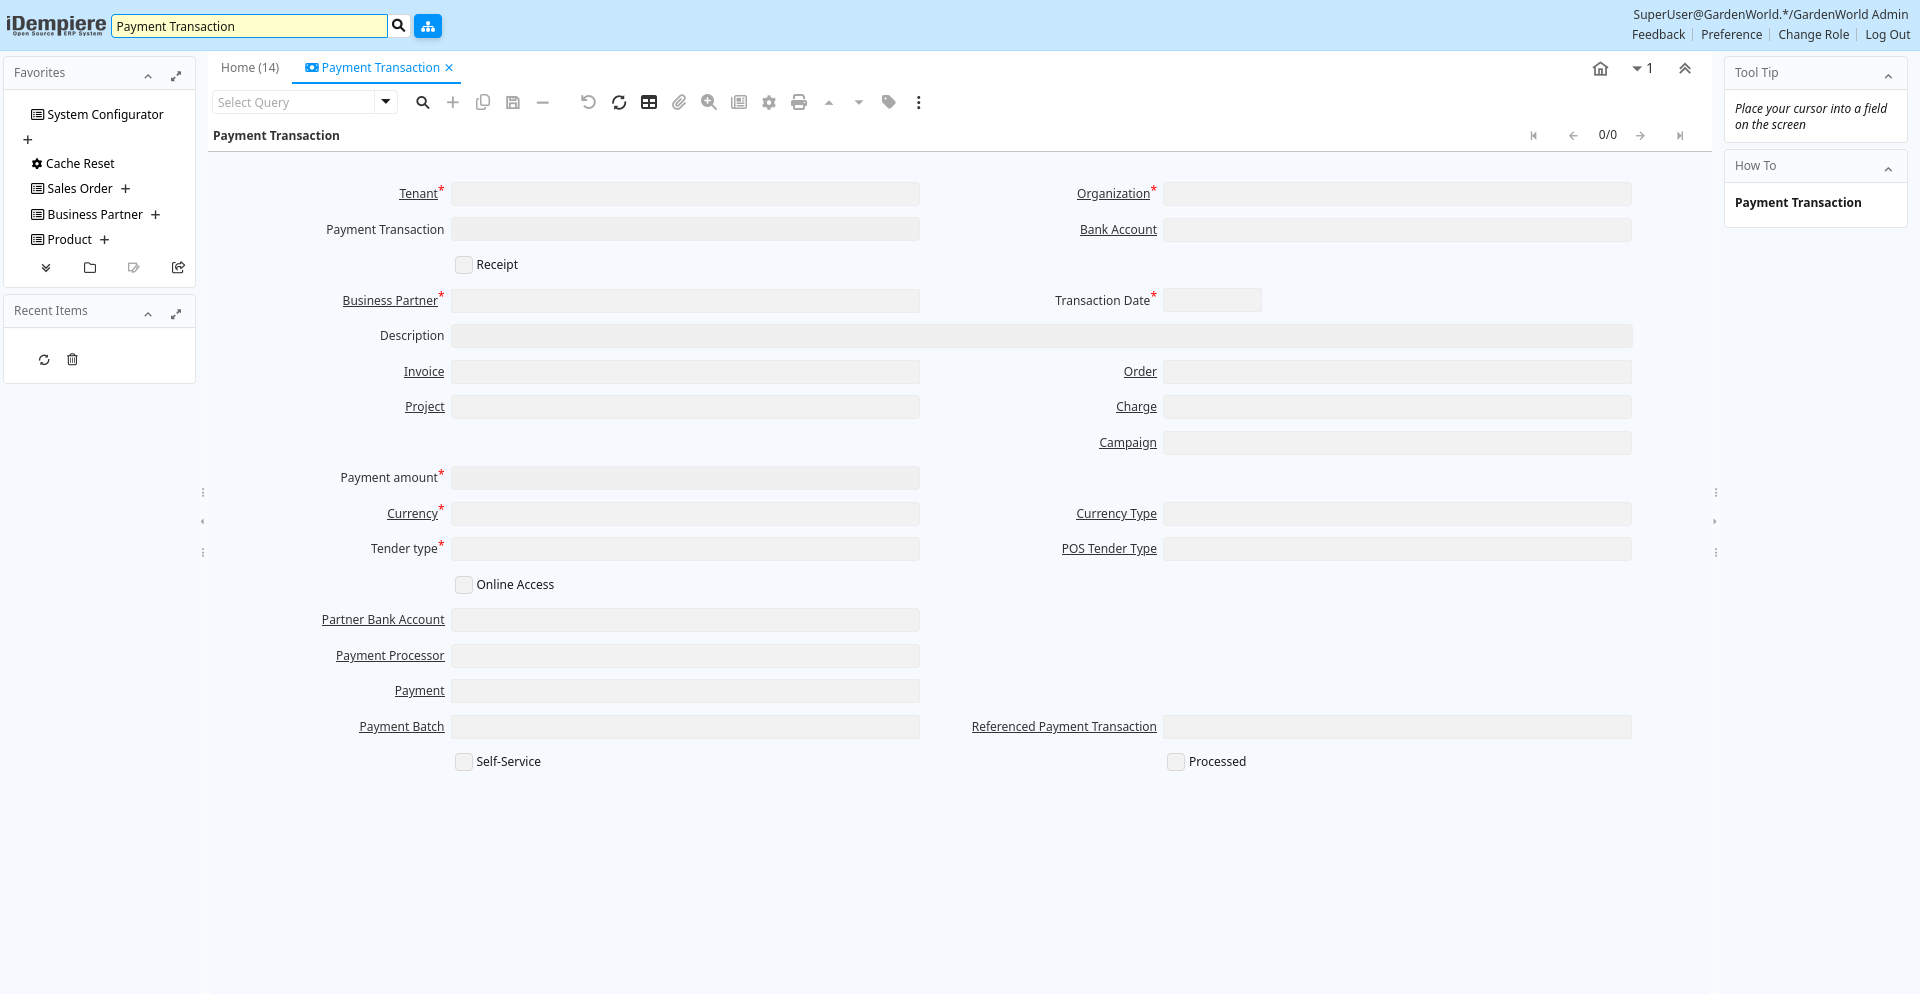 iDempiere
Open Source ERP System
Payment Transaction
SuperUser@GardenWorld.*/GardenWorld Admin
Feedback Preference Change Role Log Out
Favorites
System Configurator
Cache Reset
Sales Order
Business Partner
Product
Recent Items
Home (14) Payment Transaction
1
Select Query
Payment Transaction
0/0
Tenant* Organization*
Payment Transaction Bank Account
Receipt
Business Partner* Transaction Date*
Description
Invoice Order
Project Charge
Campaign
Payment amount*
Currency* Currency Type
Tender type* POS Tender Type
Online Access
Partner Bank Account
Payment Processor
Payment
Payment Batch Referenced Payment Transaction
Self-Service Processed
Tool Tip
Place your cursor into a field
on the screen
How To
Payment Transaction